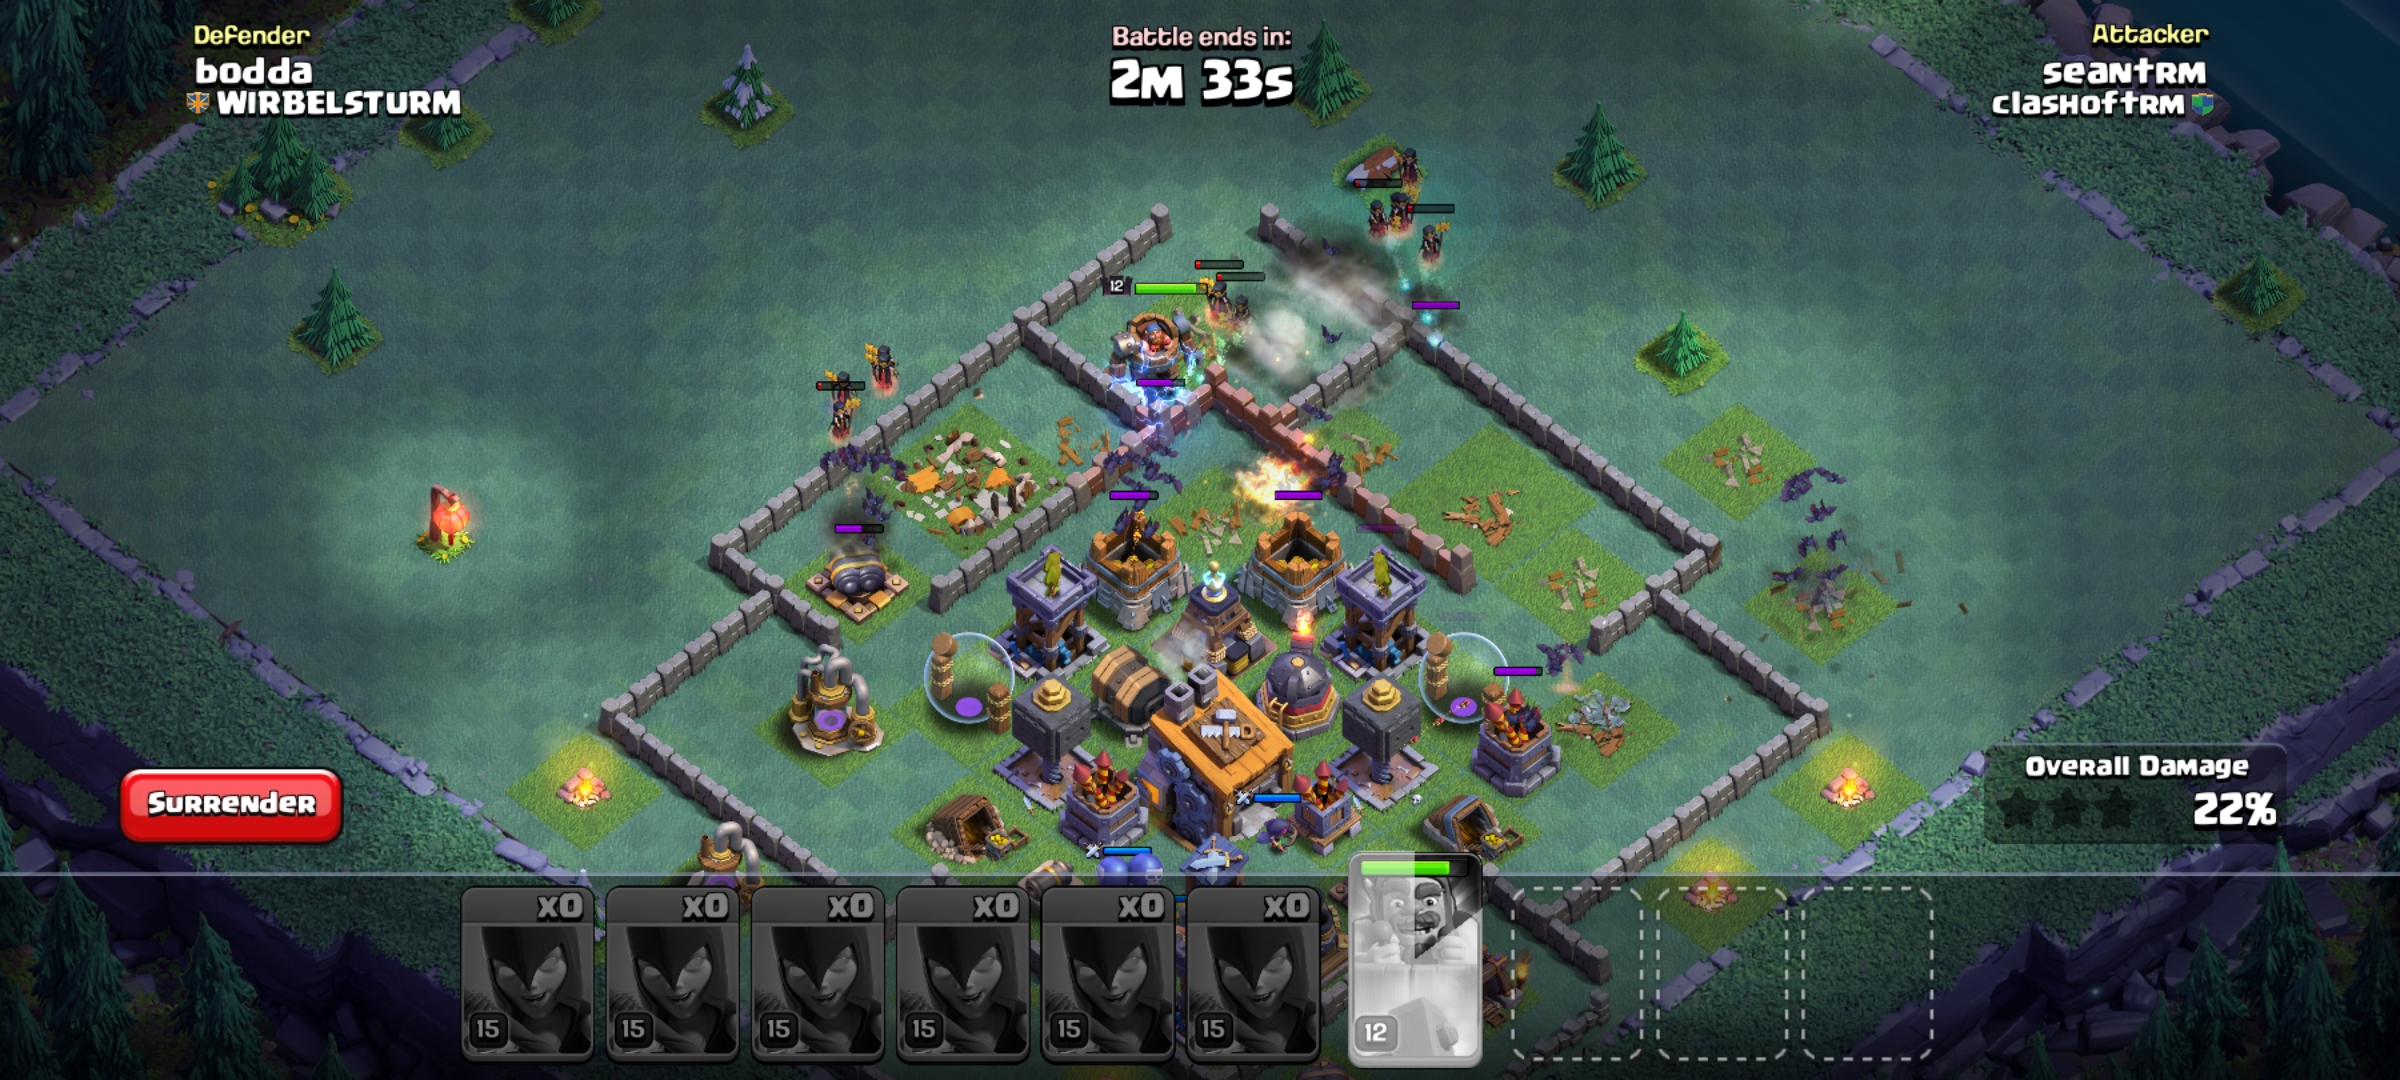 Defender
bodda
WIRBELSTURM
Battle ends in:
2M 33s
Attacker
seantRM
clashoftRM
12
Surrender
Overall Damage
22%
x0
x0
x0
x0
x0
x0
15
15
15
15
15
15
12